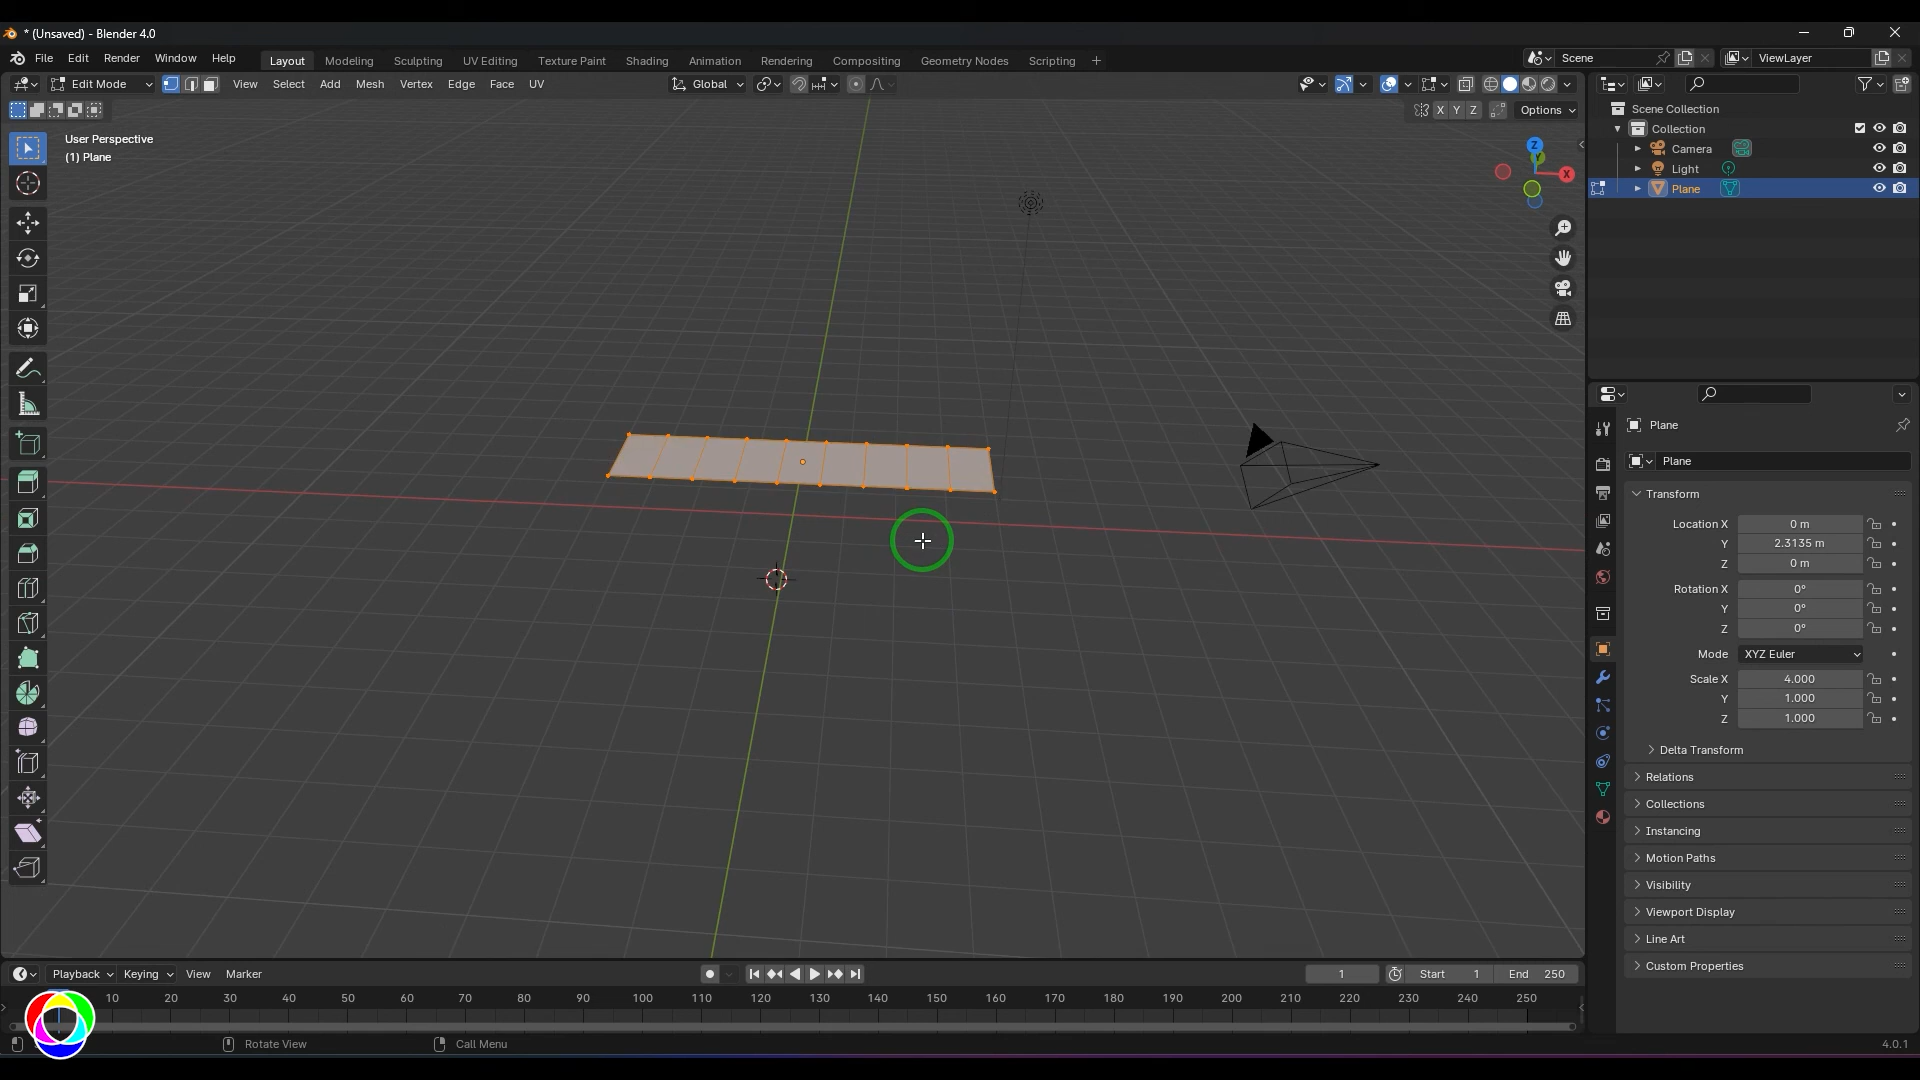 * (Unsaved) - Blender 4.0
File Edit Render Window Help Layout Modeling Sculpting UV Editing Texture Paint Shading Animation Rendering Compositing Geometry Nodes Scripting + Scene ViewLayer
Edit Mode View Select Add Mesh Vertex Edge Face UV Global
X Y Z Options
User Perspective
(1) Plane
Z
X
Scene Collection
Collection
Camera
Light
Plane
Plane
Plane
Transform
Location X 0 m
Y 2.3135 m
Z 0 m
Rotation X 0°
Y 0°
Z 0°
Mode XYZ Euler
Scale X 4.000
Y 1.000
Z 1.000
Delta Transform
Relations
Collections
Instancing
Motion Paths
Visibility
Viewport Display
Line Art
Custom Properties
Playback Keying View Marker 1 Start 1 End 250
10 20 30 40 50 60 70 80 90 100 110 120 130 140 150 160 170 180 190 200 210 220 230 240 250
Rotate View Call Menu 4.0.1